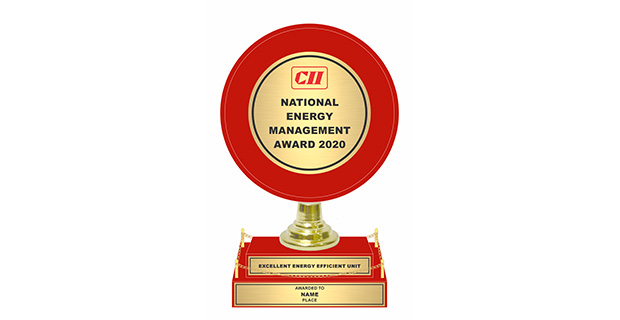 CII
NATIONAL
ENERGY
MANAGEMENT
AWARD 2020
EXCELLENT ENERGY EFFICIENT UNIT
AWARDED TO
NAME
PLACE